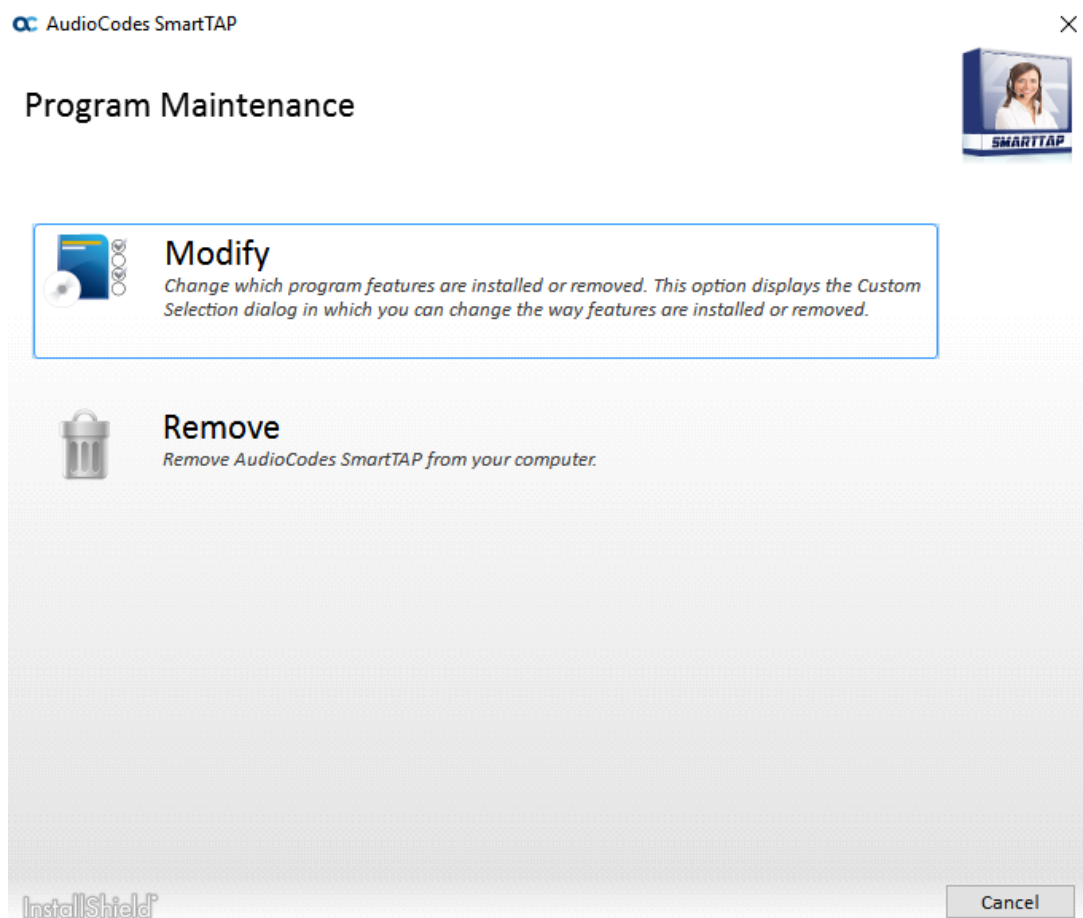 AudioCodes SmartTAP
Program Maintenance
SMARTTAP
Modify
Change which program features are installed or removed. This option displays the Custom
Selection dialog in which you can change the way features are installed or removed.
Remove
Remove AudioCodes SmartTAP from your computer.
InstallShield
Cancel